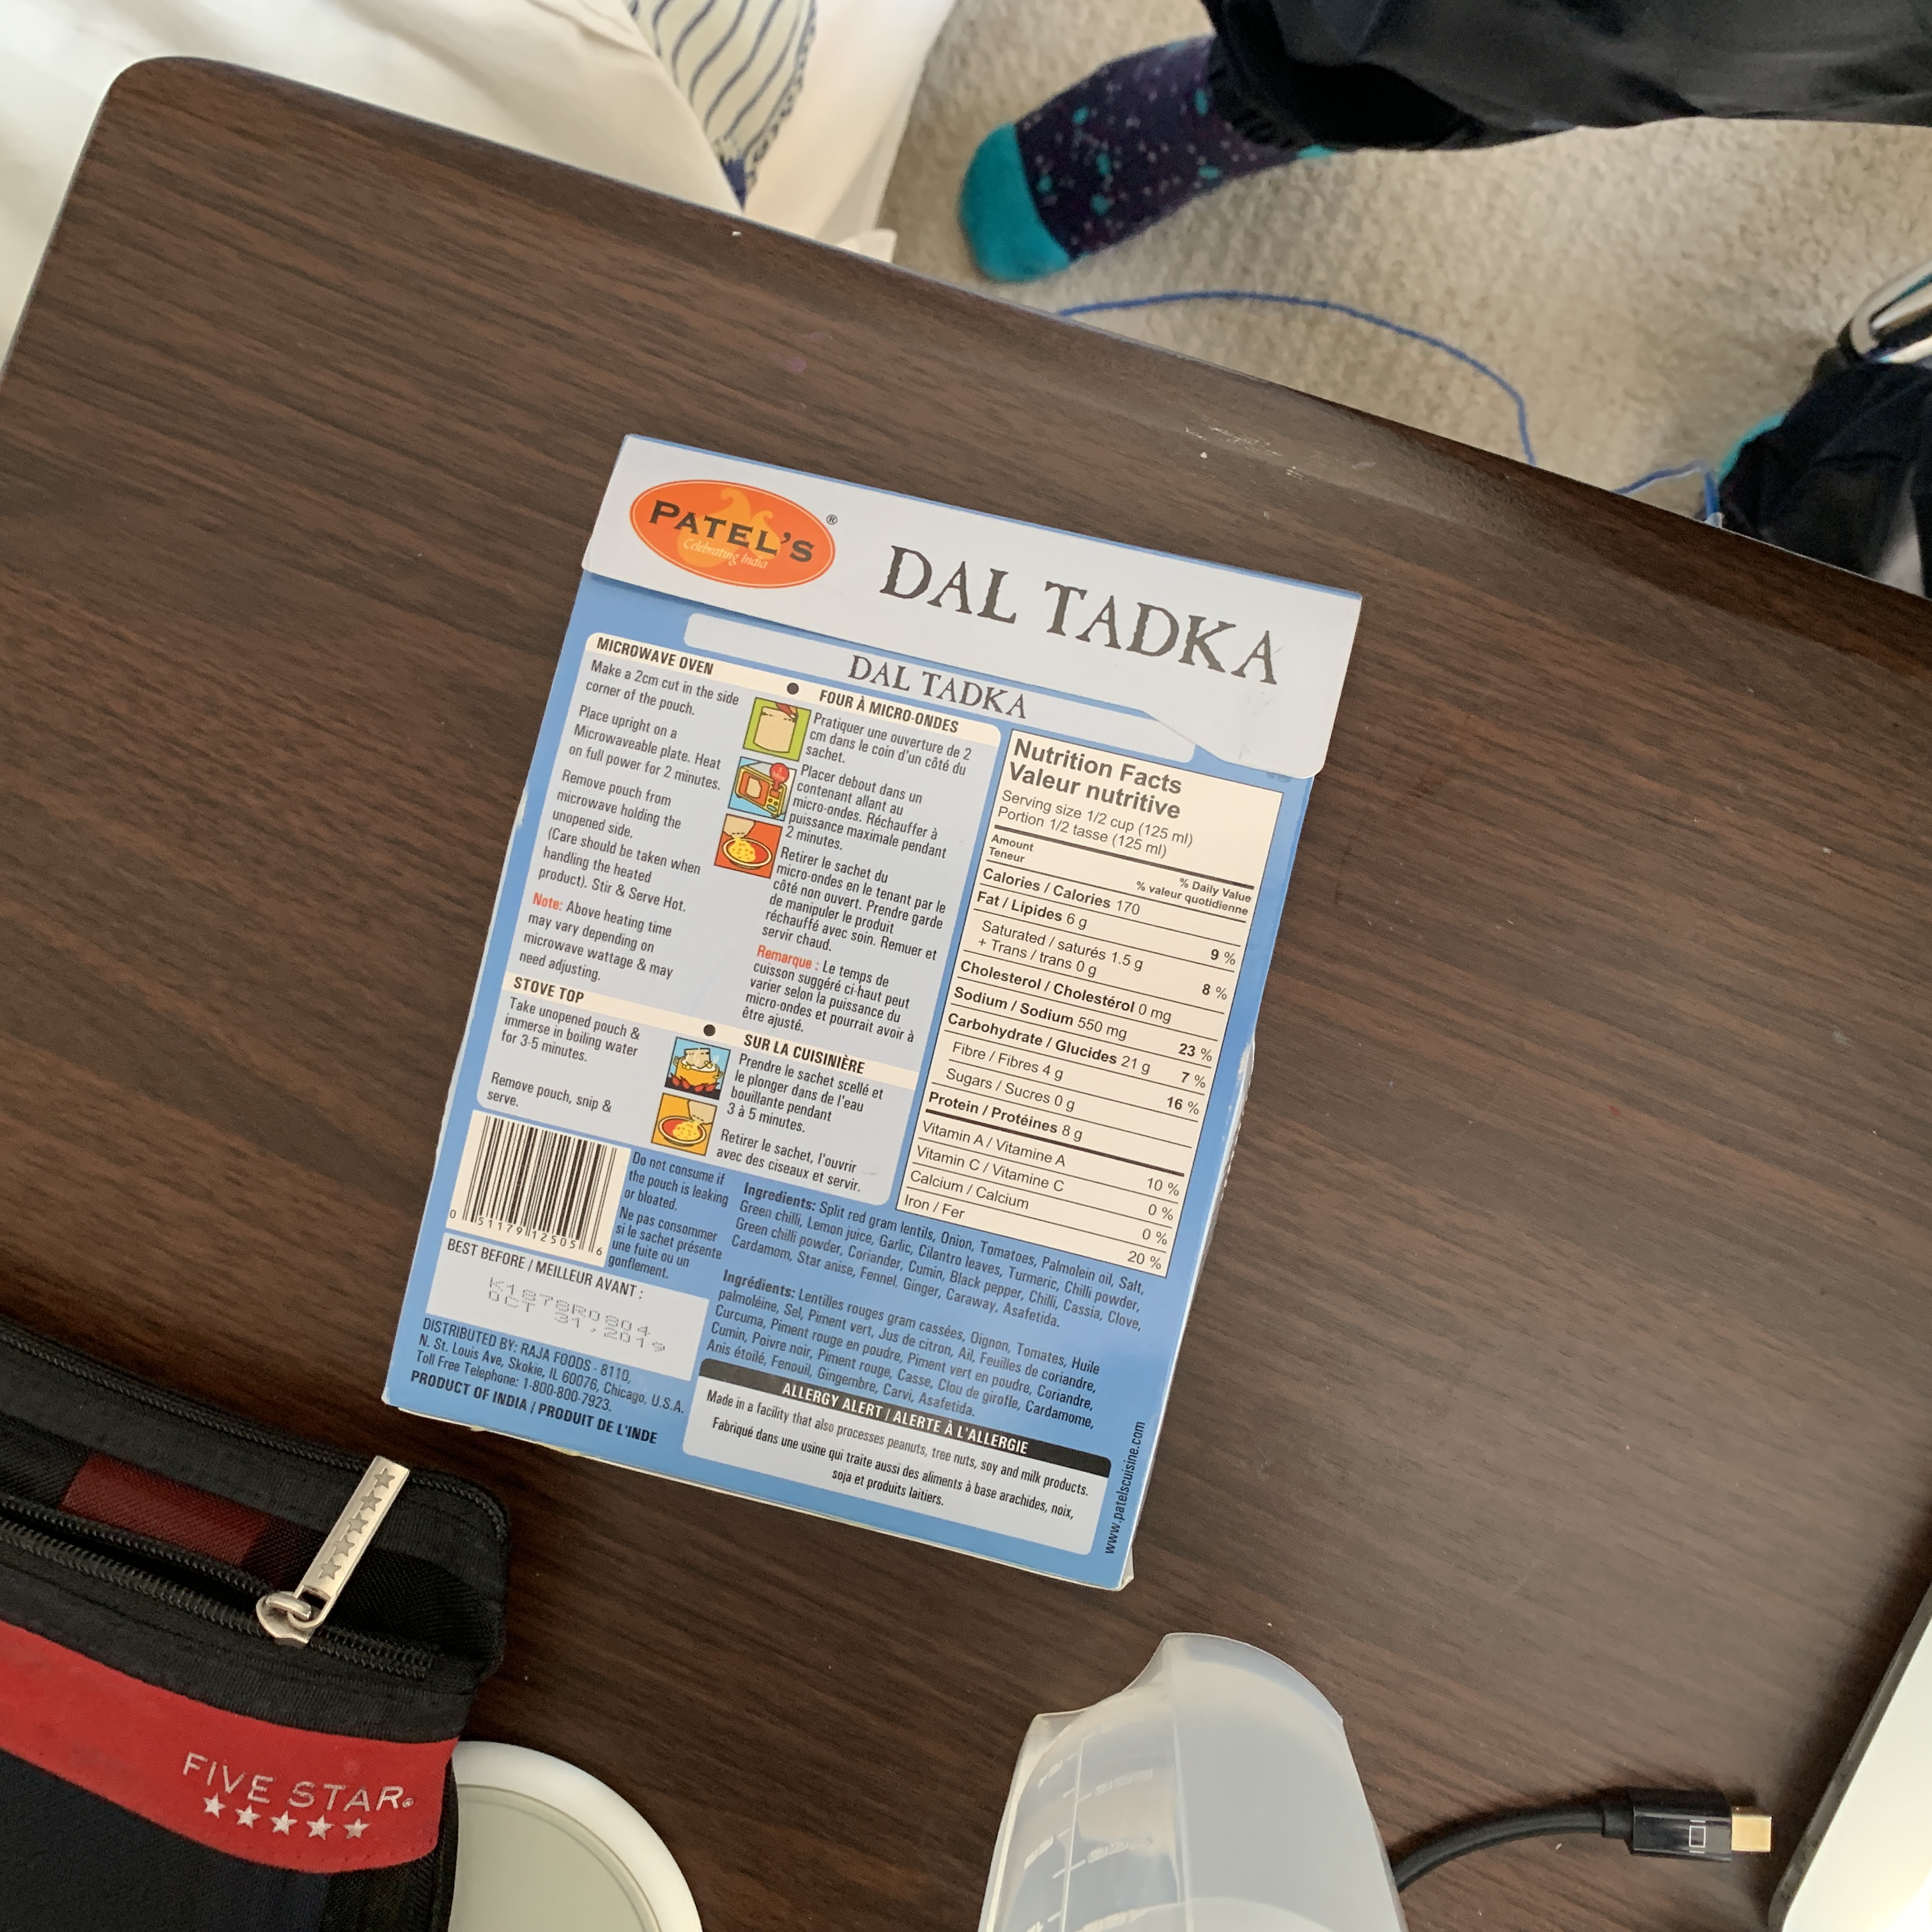 FIVE STAR®
PATEL'S®
Celebrating India
DAL TADKA
DAL TADKA
MICROWAVE OVEN
Make a 2cm cut in the side
corner of the pouch.
Place upright on a
Microwaveable plate. Heat
on full power for 2 minutes.
Remove pouch from
microwave holding the
unopened side.
(Care should be taken when
handling the heated
product). Stir & Serve Hot.
Note: Above heating time
may vary depending on
microwave wattage & may
need adjusting.
STOVE TOP
Take unopened pouch &
immerse in boiling water
for 3-5 minutes.
Remove pouch, snip &
serve.
FOUR À MICRO-ONDES
Pratiquer une ouverture de 2
cm dans le coin d'un côté du
sachet.
Placer debout dans un
contenant allant au
micro-ondes. Réchauffer à
puissance maximale pendant
2 minutes.
Retirer le sachet du
micro-ondes en le tenant par le
côté non ouvert. Prendre garde
de manipuler le produit
réchauffé avec soin. Remuer et
servir chaud.
Remarque : Le temps de
cuisson suggéré ci-haut peut
varier selon la puissance du
micro-ondes et pourrait avoir à
être ajusté.
SUR LA CUISINIÈRE
Prendre le sachet scellé et
le plonger dans de l'eau
bouillante pendant
3 à 5 minutes.
Retirer le sachet, l'ouvrir
avec des ciseaux et servir.
Nutrition Facts
Valeur nutritive
Serving size 1/2 cup (125 ml)
Portion 1/2 tasse (125 ml)
Amount % Daily Value
Teneur % valeur quotidienne
Calories / Calories 170
Fat / Lipides 6 g 9 %
Saturated / saturés 1.5 g
+ Trans / trans 0 g 8 %
Cholesterol / Cholestérol 0 mg
Sodium / Sodium 550 mg 23 %
Carbohydrate / Glucides 21 g 7 %
Fibre / Fibres 4 g 16 %
Sugars / Sucres 0 g
Protein / Protéines 8 g
Vitamin A / Vitamine A 10 %
Vitamin C / Vitamine C 0 %
Calcium / Calcium 0 %
Iron / Fer 20 %
0 51179 12505 6
Do not consume if
the pouch is leaking
or bloated.
Ne pas consommer
si le sachet présente
une fuite ou un
gonflement.
BEST BEFORE / MEILLEUR AVANT :
OCT 31, 2019
DISTRIBUTED BY: RAJA FOODS - 8110,
N. St. Louis Ave, Skokie, IL 60076, Chicago, U.S.A.
Toll Free Telephone: 1-800-800-7923.
PRODUCT OF INDIA / PRODUIT DE L'INDE
Ingredients: Split red gram lentils, Onion, Tomatoes, Palmolein oil, Salt,
Green chilli, Lemon juice, Garlic, Cilantro leaves, Turmeric, Chilli powder,
Green chilli powder, Coriander, Cumin, Black pepper, Chilli, Cassia, Clove,
Cardamom, Star anise, Fennel, Ginger, Caraway, Asafetida.
Ingrédients: Lentilles rouges gram cassées, Oignon, Tomates, Huile
palmoléine, Sel, Piment vert, Jus de citron, Ail, Feuilles de coriandre,
Curcuma, Piment rouge en poudre, Piment vert en poudre, Coriandre,
Cumin, Poivre noir, Piment rouge, Casse, Clou de girofle, Cardamome,
Anis étoilé, Fenouil, Gingembre, Carvi, Asafetida.
ALLERGY ALERT / ALERTE À L'ALLERGIE
Made in a facility that also processes peanuts, tree nuts, soy and milk products.
Fabriqué dans une usine qui traite aussi des aliments à base arachides, noix,
soja et produits laitiers.
www.patelscuisine.com